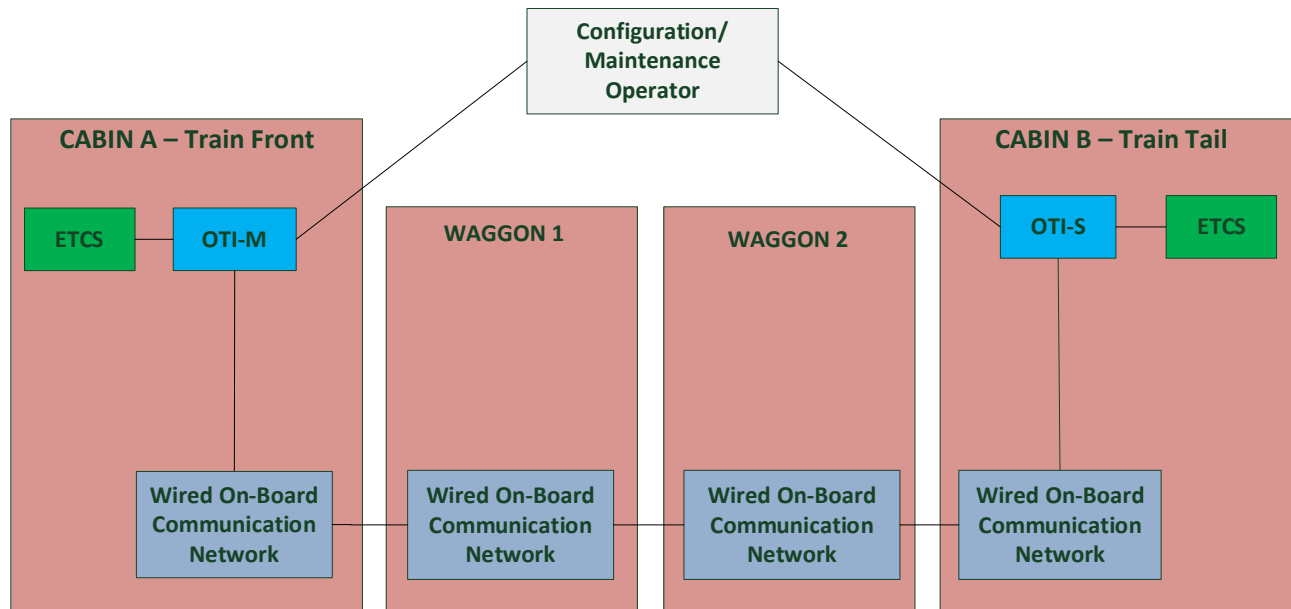 Configuration/
Maintenance
Operator
CABIN A – Train Front
CABIN B – Train Tail
ETCS
OTI-M
WAGGON 1
WAGGON 2
OTI-S
ETCS
Wired On-Board
Communication
Network
Wired On-Board
Communication
Network
Wired On-Board
Communication
Network
Wired On-Board
Communication
Network